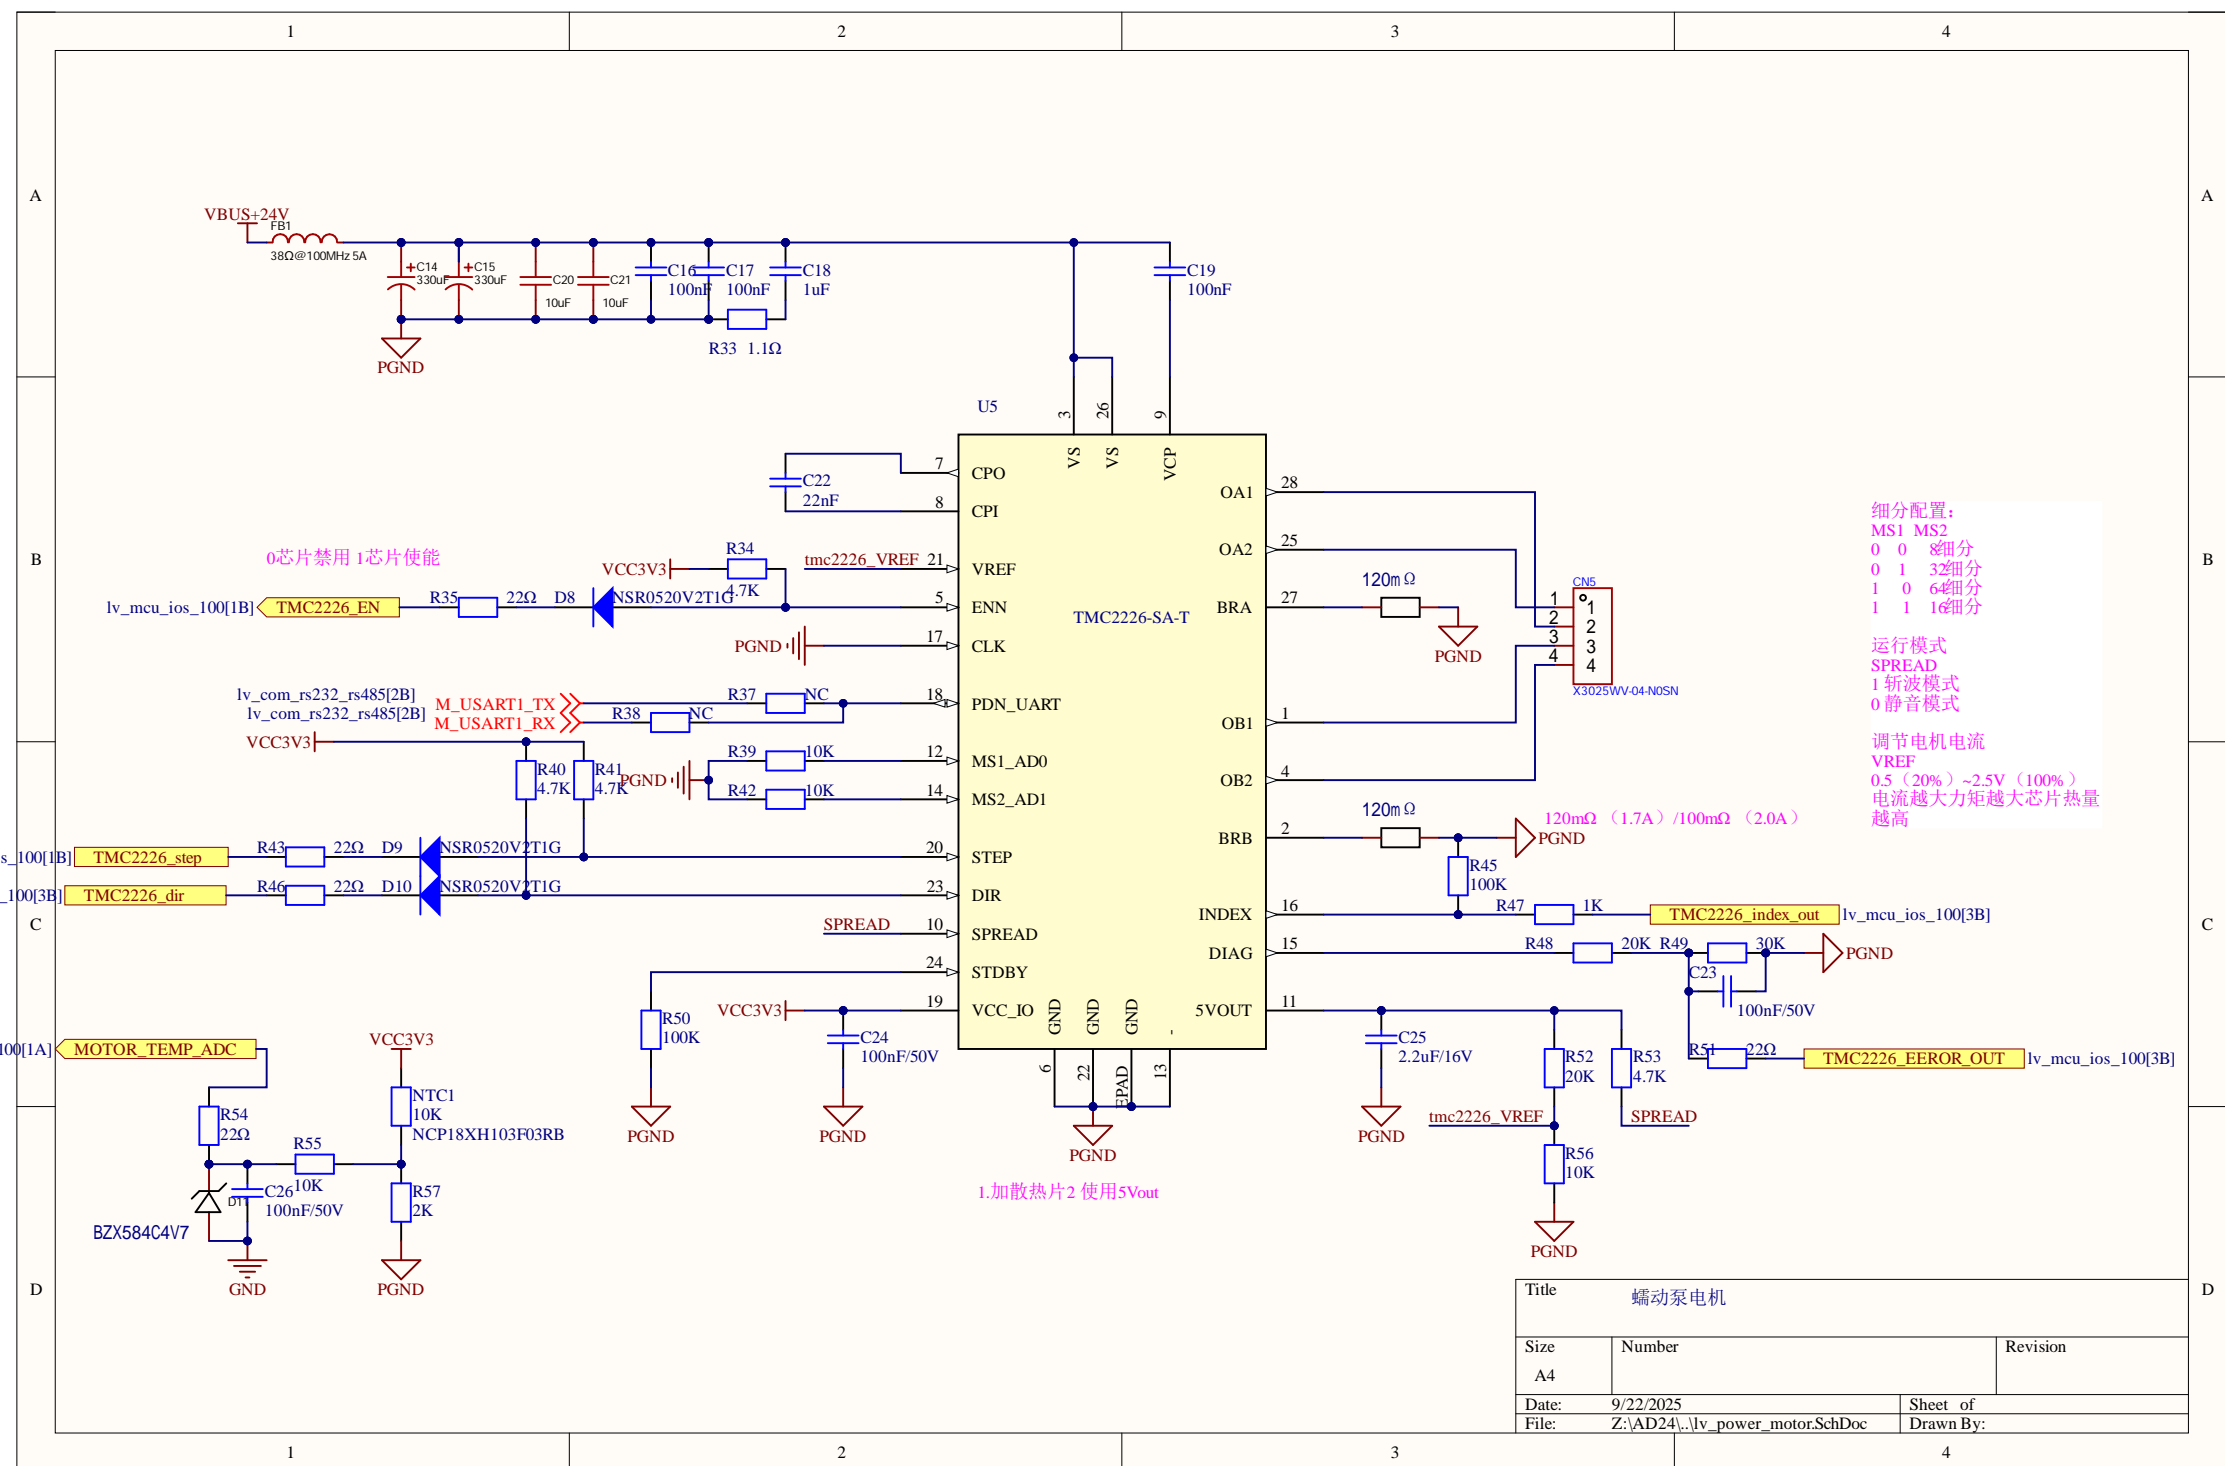 1 2 3 4
A A
VBUS+24V
FB1
38Ω@100MHz 5A
C14
330uF
C15
330uF
C20
10uF
C21
10uF
C16
100nF
C17
100nF
C18
1uF
C19
100nF
R33 1.1Ω
PGND
U5
3 26 9
VS VS VCP
TMC2226-SA-T
C22
22nF
7 CPO
8 CPI
0芯片禁用 1芯片使能
VCC3V3
R34
4.7K
tmc2226_VREF 21 VREF
lv_mcu_ios_100[1B] TMC2226_EN R35 22Ω D8 NSR0520V2T1G 5 ENN
PGND 17 CLK
lv_com_rs232_rs485[2B] M_USART1_TX R37 NC 18 PDN_UART
lv_com_rs232_rs485[2B] M_USART1_RX R38 NC
VCC3V3
R40
4.7K
R41
4.7K
PGND
R39 10K 12 MS1_AD0
R42 10K 14 MS2_AD1
s_100[1B] TMC2226_step R43 22Ω D9 NSR0520V2T1G 20 STEP
_100[3B] TMC2226_dir R46 22Ω D10 NSR0520V2T1G 23 DIR
SPREAD 10 SPREAD
24 STDBY
R50
100K
PGND
VCC3V3 19 VCC_IO
C24
100nF/50V
PGND
GND GND GND -
6 22 EPAD 13
PGND
1.加散热片2 使用5Vout
OA1 28
OA2 25
BRA 27 120mΩ
PGND
OB1 1
OB2 4
BRB 2 120mΩ
PGND
CN5
1 1
2 2
3 3
4 4
X3025WV-04-N0SN
120mΩ（1.7A）/100mΩ（2.0A）
R45
100K
INDEX 16 R47 1K TMC2226_index_out lv_mcu_ios_100[3B]
DIAG 15 R48 20K R49 30K PGND
C23
100nF/50V
R51 22Ω TMC2226_EEROR_OUT lv_mcu_ios_100[3B]
5VOUT 11
C25
2.2uF/16V
PGND
R52
20K
R53
4.7K
tmc2226_VREF
SPREAD
R56
10K
PGND
细分配置：
MS1 MS2
0 0 8细分
0 1 32细分
1 0 64细分
1 1 16细分
运行模式
SPREAD
1 斩波模式
0 静音模式
调节电机电流
VREF
0.5（20%）~2.5V（100%）
电流越大力矩越大芯片热量
越高
B B
C C
D D
100[1A] MOTOR_TEMP_ADC
VCC3V3
NTC1
10K
NCP18XH103F03RB
R54
22Ω
R55
10K
D11
BZX584C4V7
C26
100nF/50V
R57
2K
GND
PGND
Title 蠕动泵电机
Size Number Revision
A4
Date: 9/22/2025 Sheet of
File: Z:\AD24\..\lv_power_motor.SchDoc Drawn By:
1 2 3 4